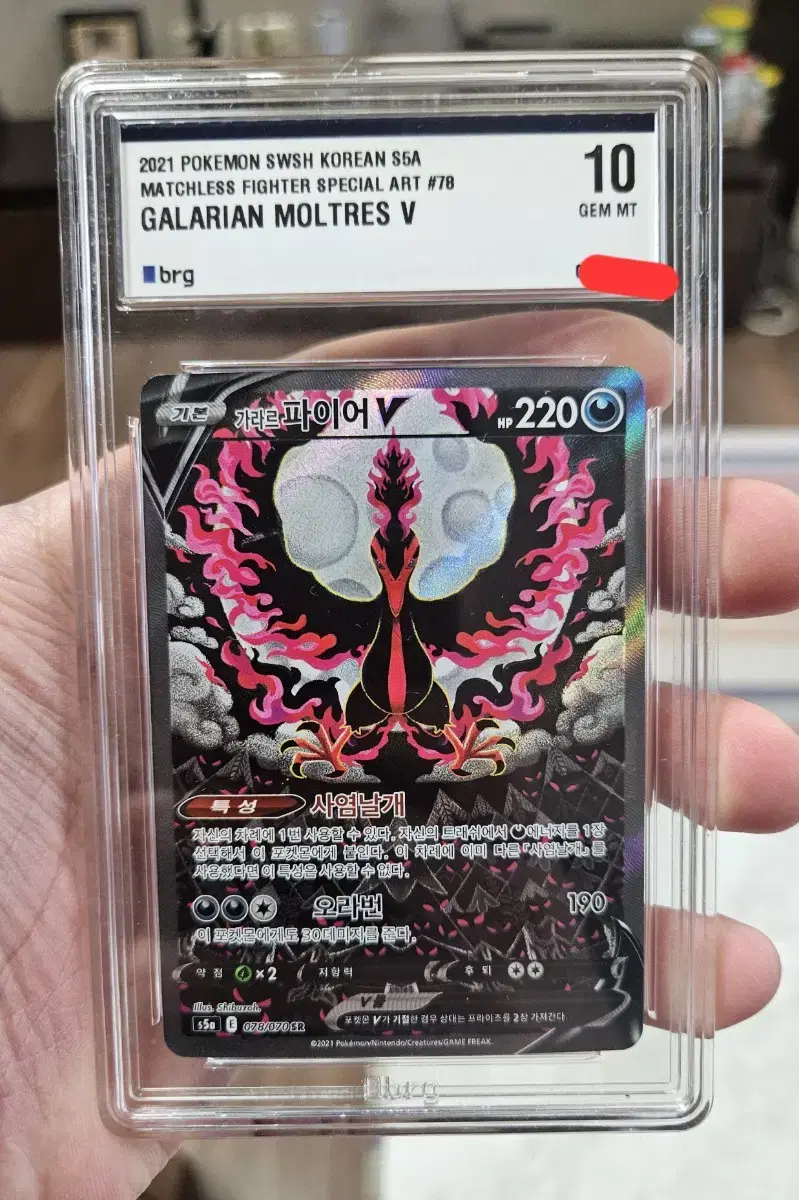 2021 POKEMON SWSH KOREAN S5A
MATCHLESS FIGHTER SPECIAL ART #78
GALARIAN MOLTRES V
10
GEM MT
brg
기본 가라르 파이어 V HP 220
특성 사염날개
자신의 차례에 1번 사용할 수 있다. 자신의 트래쉬에서 에너지를 1장
선택해서 이 포켓몬에게 붙인다. 이 차례에 이미 다른 「사염날개」를
사용했다면 이 특성은 사용할 수 없다.
오라번 190
이 포켓몬에게도 30데미지를 준다.
약점 ×2 저항력 후퇴
V룰
포켓몬 V가 기절한 경우 상대는 프라이즈를 2장 가져간다.
Illus. Shibuzoh.
s5a E 078/070 SR
©2021 Pokémon/Nintendo/Creatures/GAME FREAK.
brg